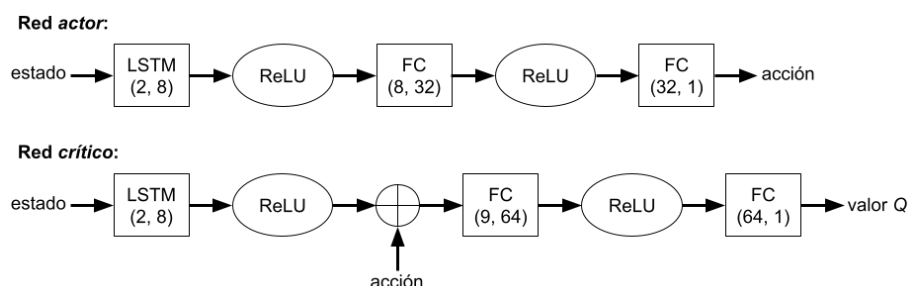 Red actor:
estado
LSTM
(2, 8)
ReLU
FC
(8, 32)
ReLU
FC
(32, 1)
acción
Red crítico:
estado
LSTM
(2, 8)
ReLU
acción
FC
(9, 64)
ReLU
FC
(64, 1)
valor Q